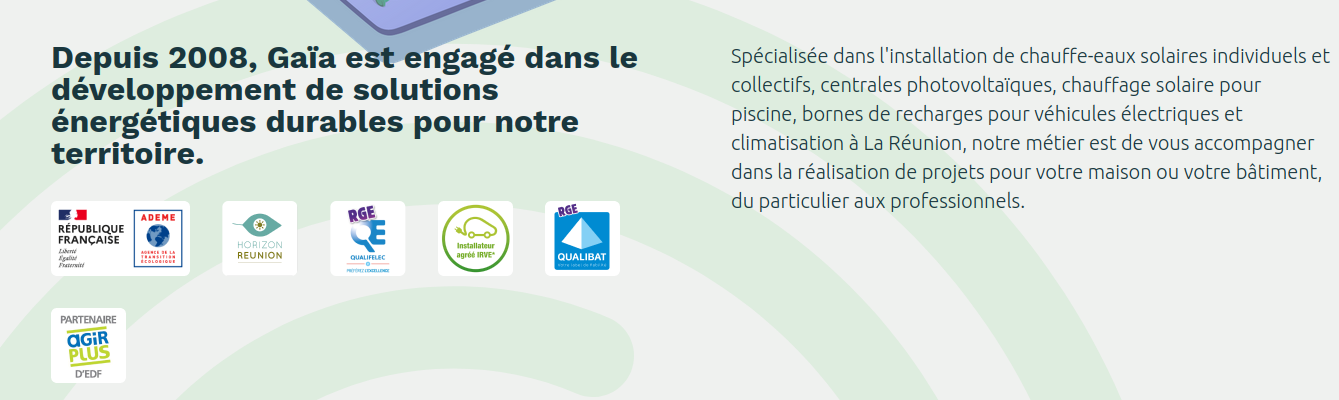 Depuis 2008, Gaïa est engagé dans le
développement de solutions
énergétiques durables pour notre
territoire.
Spécialisée dans l'installation de chauffe-eaux solaires individuels et
collectifs, centrales photovoltaïques, chauffage solaire pour
piscine, bornes de recharges pour véhicules électriques et
climatisation à La Réunion, notre métier est de vous accompagner
dans la réalisation de projets pour votre maison ou votre bâtiment,
du particulier aux professionnels.
RÉPUBLIQUE
FRANÇAISE
Liberté
Égalité
Fraternité
ADEME
AGENCE DE LA
TRANSITION
ÉCOLOGIQUE
HORIZON
REUNION
RGE
QE
QUALIFELEC
PRÉFÉREZ L'EXCELLENCE
Installateur
agréé IRVE*
RGE
QUALIBAT
PARTENAIRE
AGIR
PLUS
D'EDF